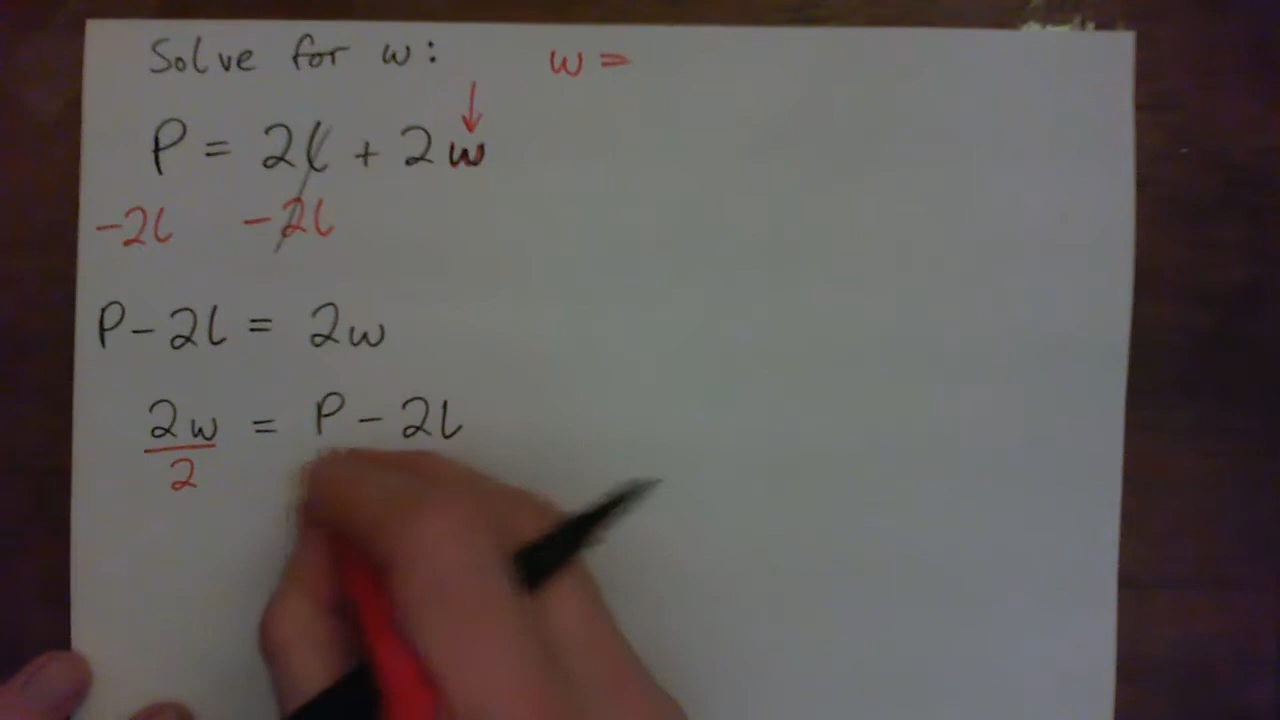 Solve for w: w =
P = 2l + 2w
-2l -2l
P - 2l = 2w
2w = P - 2l
2